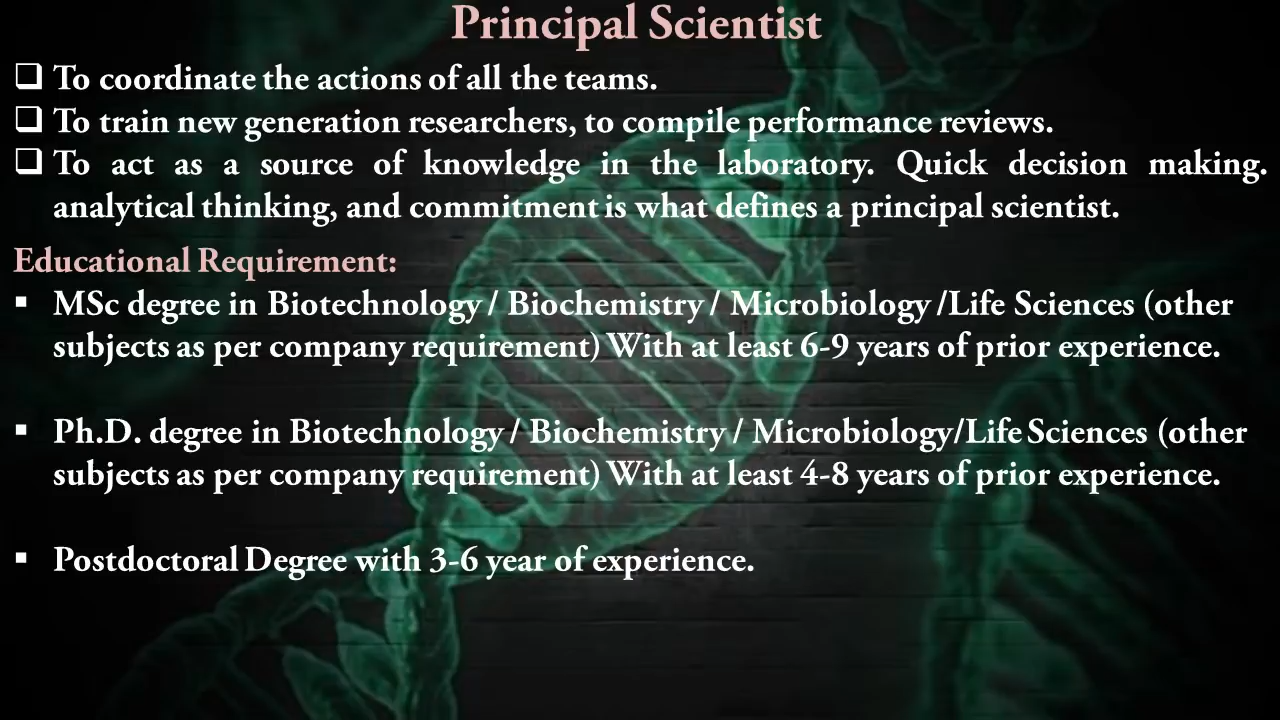 Principal Scientist
❑ To coordinate the actions of all the teams.
❑ To train new generation researchers, to compile performance reviews.
❑ To act as a source of knowledge in the laboratory. Quick decision making.
analytical thinking, and commitment is what defines a principal scientist.
Educational Requirement:
▪ MSc degree in Biotechnology / Biochemistry / Microbiology /Life Sciences (other
subjects as per company requirement) With at least 6-9 years of prior experience.
▪ Ph.D. degree in Biotechnology / Biochemistry / Microbiology/Life Sciences (other
subjects as per company requirement) With at least 4-8 years of prior experience.
▪ Postdoctoral Degree with 3-6 year of experience.